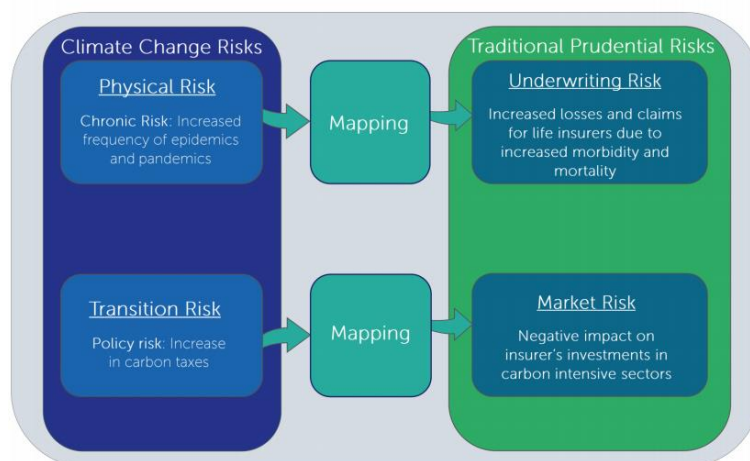 Climate Change Risks
Physical Risk
Chronic Risk: Increased
frequency of epidemics
and pandemics
Mapping
Traditional Prudential Risks
Underwriting Risk
Increased losses and claims
for life insurers due to
increased morbidity and
mortality
Transition Risk
Policy risk: Increase
in carbon taxes
Mapping
Market Risk
Negative impact on
insurer's investments in
carbon intensive sectors